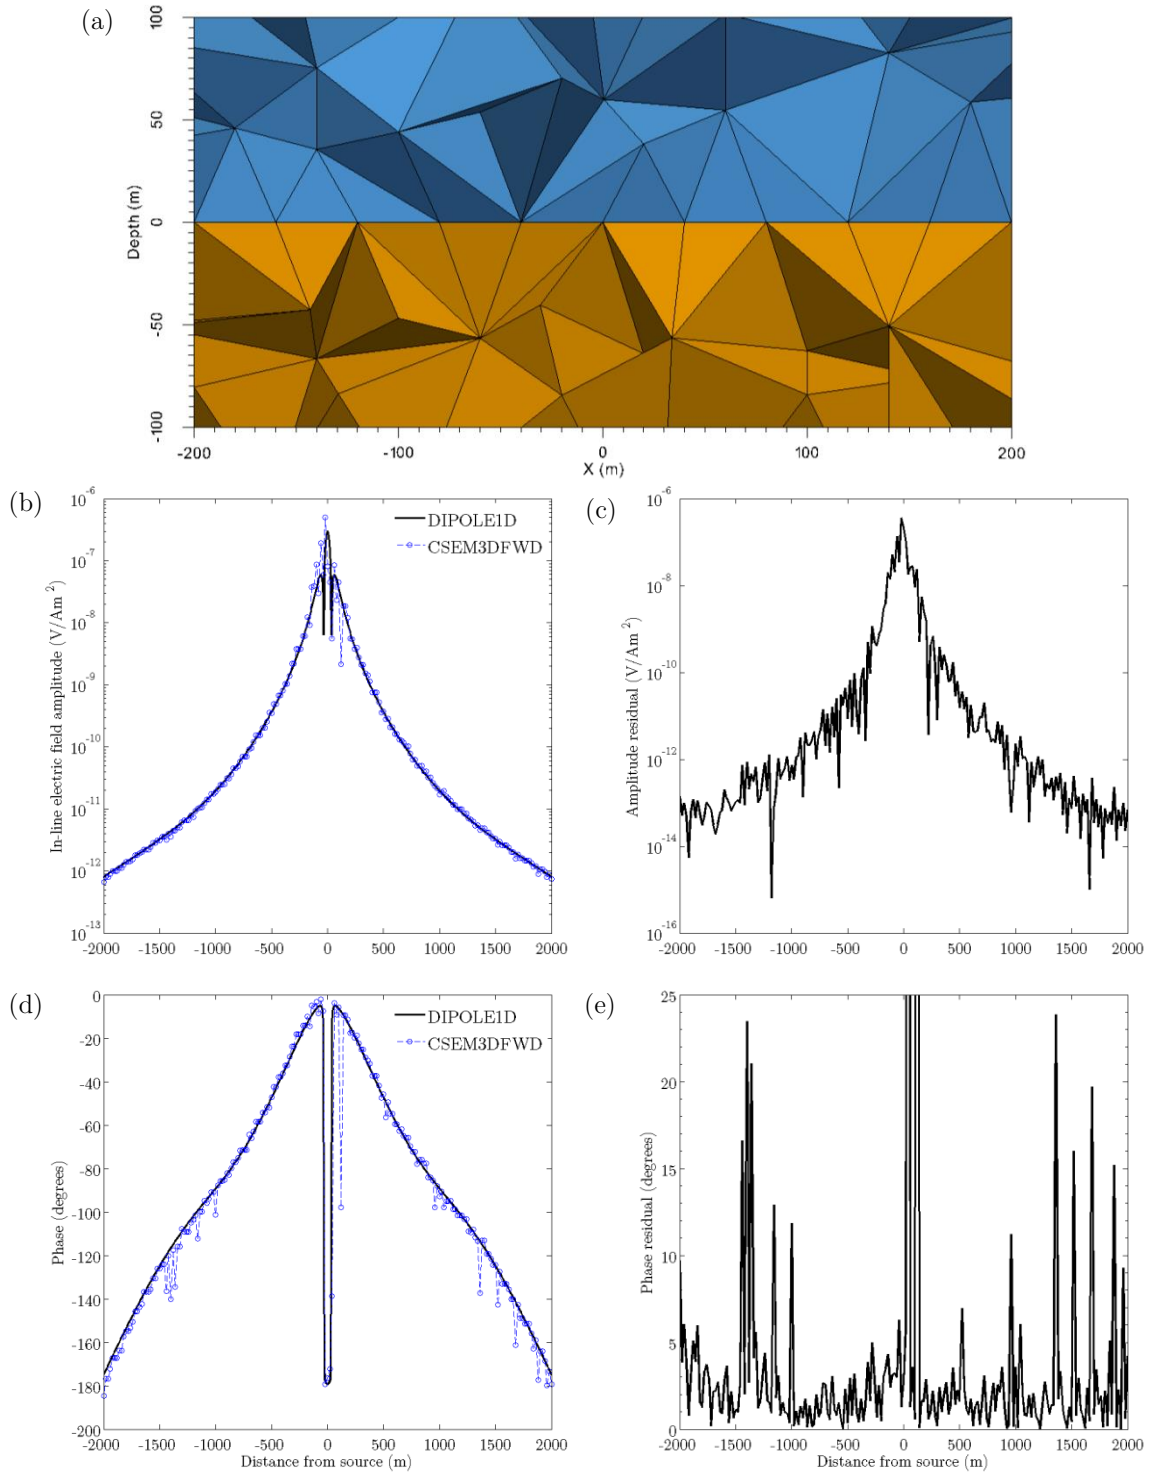 (a)
100
50
0
-50
-100
Depth (m)
-200 -100 0 100 200
X (m)
(b)
10^-6
10^-7
10^-8
10^-9
10^-10
10^-11
10^-12
10^-13
In-line electric field amplitude (V/Am^2)
DIPOLE1D
CSEM3DFWD
-2000 -1500 -1000 -500 0 500 1000 1500 2000
(c)
10^-6
10^-8
10^-10
10^-12
10^-14
10^-16
Amplitude residual (V/Am^2)
-2000 -1500 -1000 -500 0 500 1000 1500 2000
(d)
0
-20
-40
-60
-80
-100
-120
-140
-160
-180
-200
Phase (degrees)
DIPOLE1D
CSEM3DFWD
-2000 -1500 -1000 -500 0 500 1000 1500 2000
Distance from source (m)
(e)
25
20
15
10
5
0
Phase residual (degrees)
-2000 -1500 -1000 -500 0 500 1000 1500 2000
Distance from source (m)